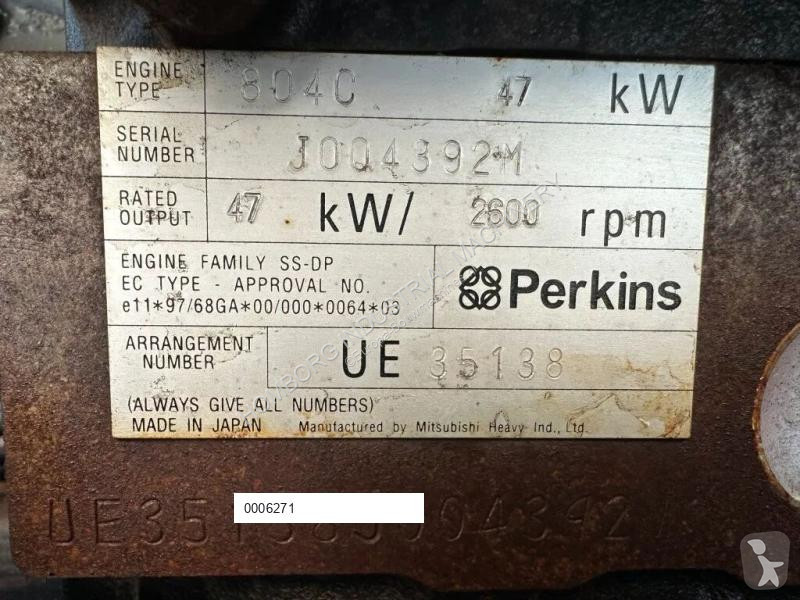 ENGINE TYPE 804C 47 kW
SERIAL NUMBER J004392M
RATED OUTPUT 47 kW/ 2600 rpm
ENGINE FAMILY SS-DP
EC TYPE - APPROVAL NO.
e11*97/68GA*00/000*0064*03
Perkins
ARRANGEMENT NUMBER UE 35138
(ALWAYS GIVE ALL NUMBERS)
MADE IN JAPAN Manufactured by Mitsubishi Heavy Ind., Ltd.
0006271